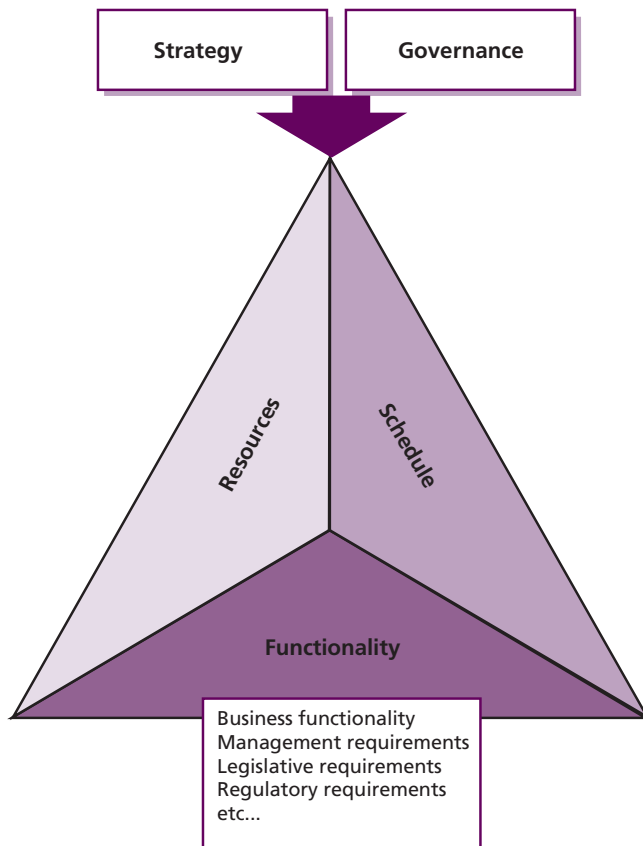 Strategy
Governance
Resources
Schedule
Functionality
Business functionality
Management requirements
Legislative requirements
Regulatory requirements
etc...